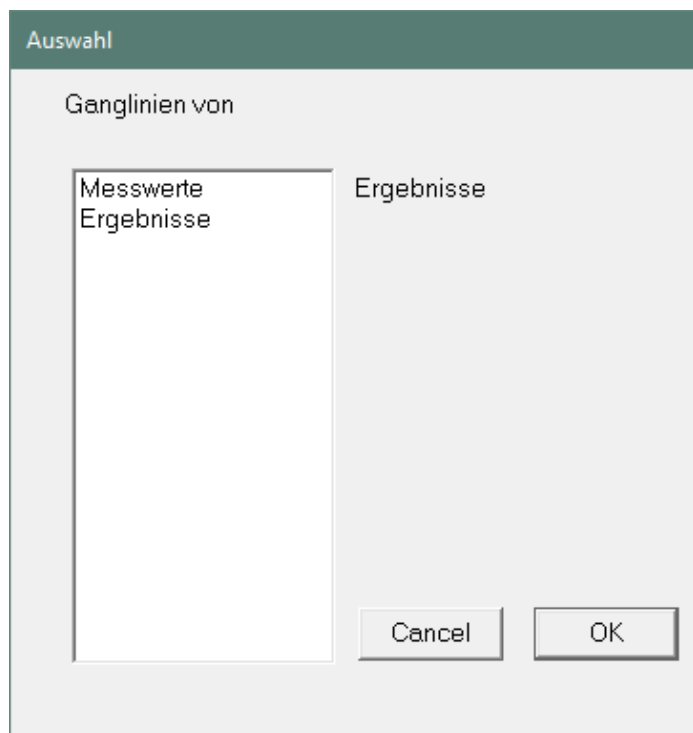 Auswahl
Ganglinien von
Messwerte
Ergebnisse
Ergebnisse
Cancel
OK